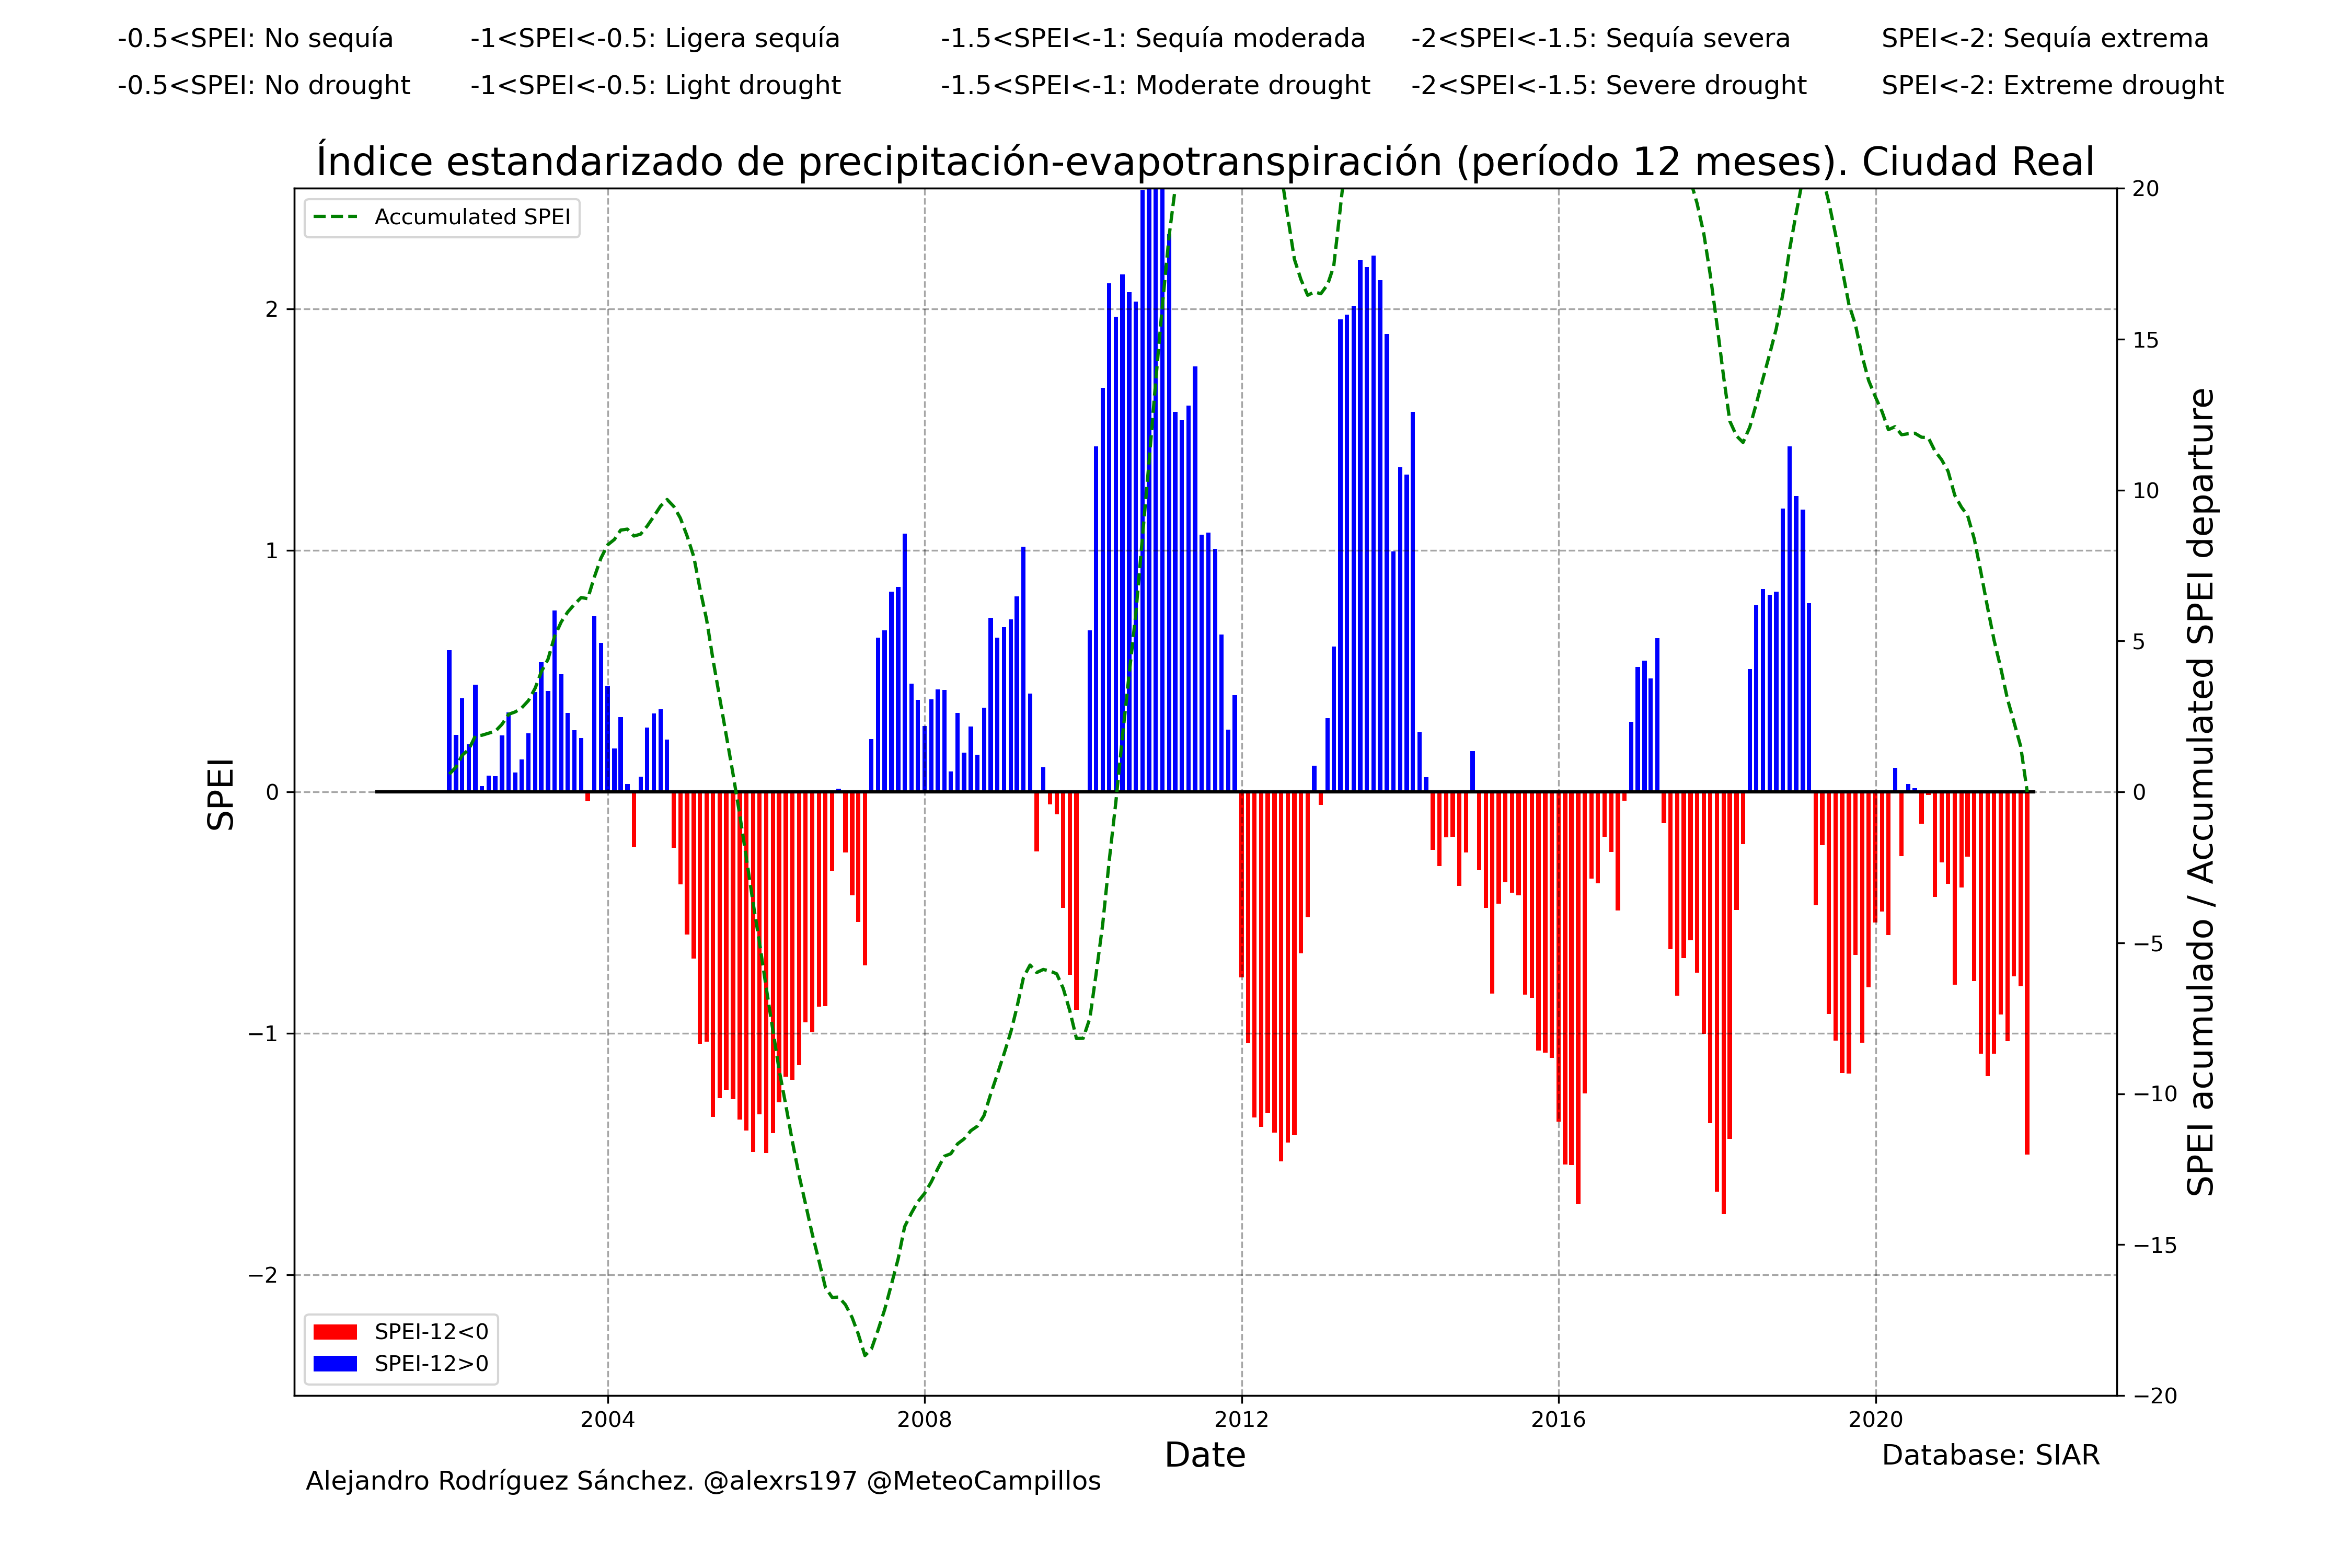 -0.5<SPEI: No sequía -1<SPEI<-0.5: Ligera sequía -1.5<SPEI<-1: Sequía moderada -2<SPEI<-1.5: Sequía severa SPEI<-2: Sequía extrema
-0.5<SPEI: No drought -1<SPEI<-0.5: Light drought -1.5<SPEI<-1: Moderate drought -2<SPEI<-1.5: Severe drought SPEI<-2: Extreme drought
Índice estandarizado de precipitación-evapotranspiración (período 12 meses). Ciudad Real
Accumulated SPEI
SPEI
2
1
0
−1
−2
20
15
10
5
0
−5
−10
−15
−20
SPEI acumulado / Accumulated SPEI departure
SPEI-12<0
SPEI-12>0
2004 2008 2012 2016 2020
Date
Database: SIAR
Alejandro Rodríguez Sánchez. @alexrs197 @MeteoCampillos